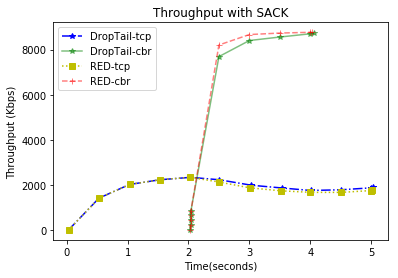 Throughput with SACK
DropTail-tcp
DropTail-cbr
RED-tcp
RED-cbr
Throughput (Kbps)
8000
6000
4000
2000
0
0
1
2
3
4
5
Time(seconds)